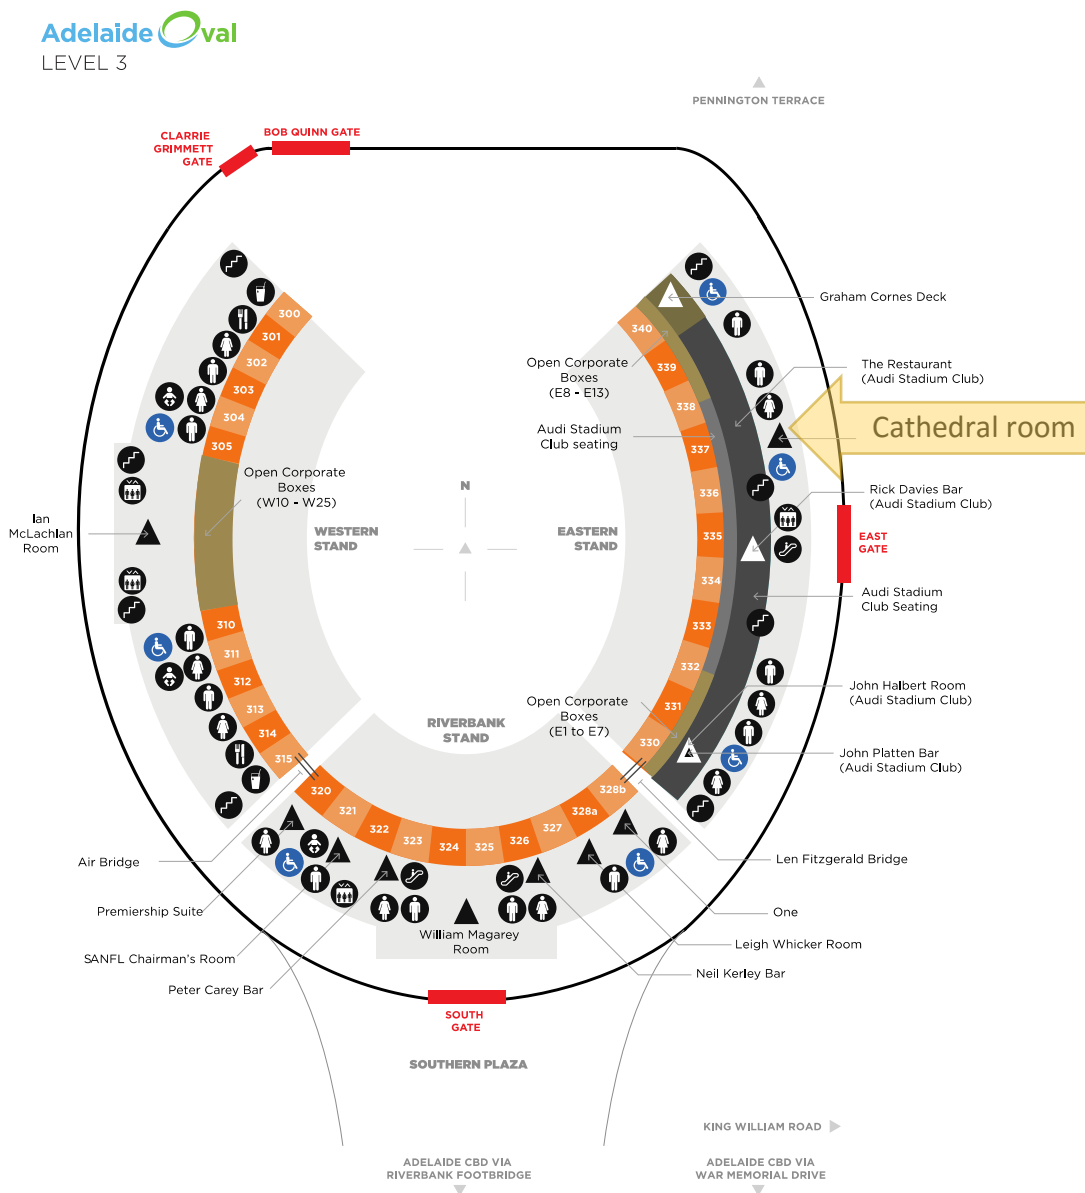 Adelaide Oval
LEVEL 3
PENNINGTON TERRACE
CLARRIE
GRIMMETT
GATE
BOB QUINN GATE
300
301
302
303
304
305
Open Corporate
Boxes
(W10 - W25)
Ian
McLachlan
Room
WESTERN
STAND
N
EASTERN
STAND
310
311
312
313
314
315
340
339
338
337
336
335
334
333
332
331
330
Graham Cornes Deck
Open Corporate
Boxes
(E8 - E13)
The Restaurant
(Audi Stadium Club)
Audi Stadium
Club seating
Cathedral room
Rick Davies Bar
(Audi Stadium Club)
EAST
GATE
Audi Stadium
Club Seating
John Halbert Room
(Audi Stadium Club)
Open Corporate
Boxes
(E1 to E7)
John Platten Bar
(Audi Stadium Club)
RIVERBANK
STAND
320
321
322
323
324
325
326
327
328a
328b
Air Bridge
Len Fitzgerald Bridge
Premiership Suite
One
SANFL Chairman's Room
Leigh Whicker Room
Peter Carey Bar
Neil Kerley Bar
William Magarey
Room
SOUTH
GATE
SOUTHERN PLAZA
KING WILLIAM ROAD
ADELAIDE CBD VIA
RIVERBANK FOOTBRIDGE
ADELAIDE CBD VIA
WAR MEMORIAL DRIVE